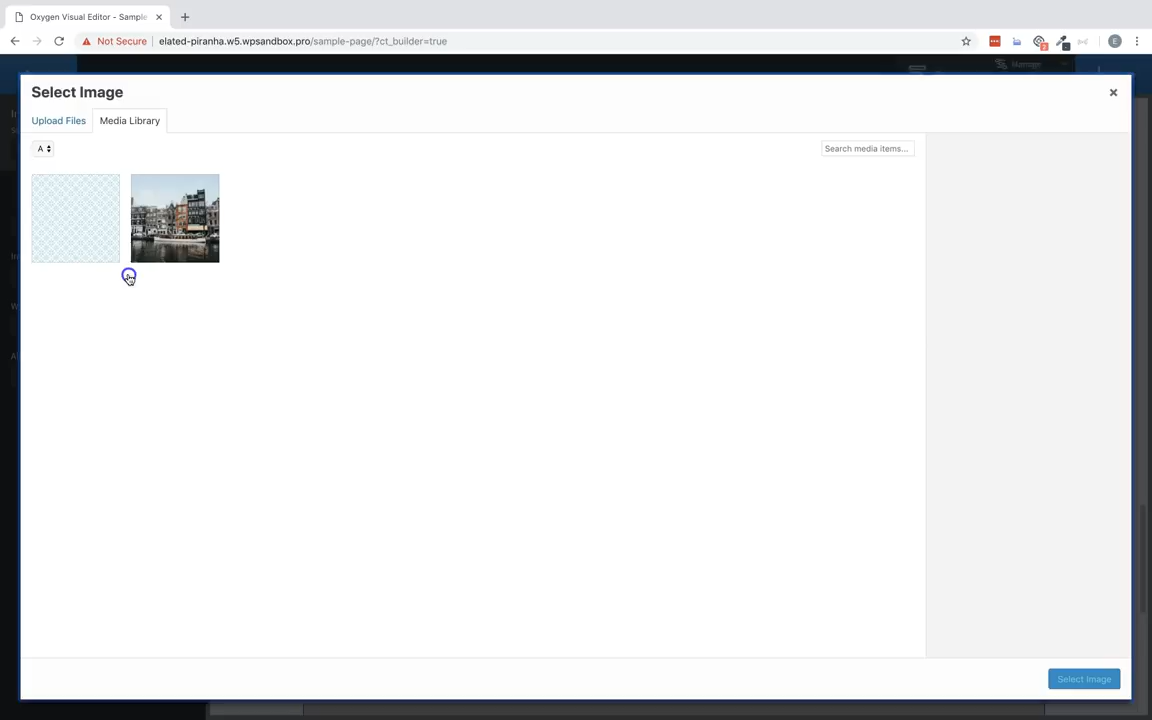 Oxygen Visual Editor - Sample
Not Secure elated-piranha.w5.wpsandbox.pro/sample-page/?ct_builder=true
E
Manage
Select Image
Upload Files Media Library
A
Search media items...
Select Image